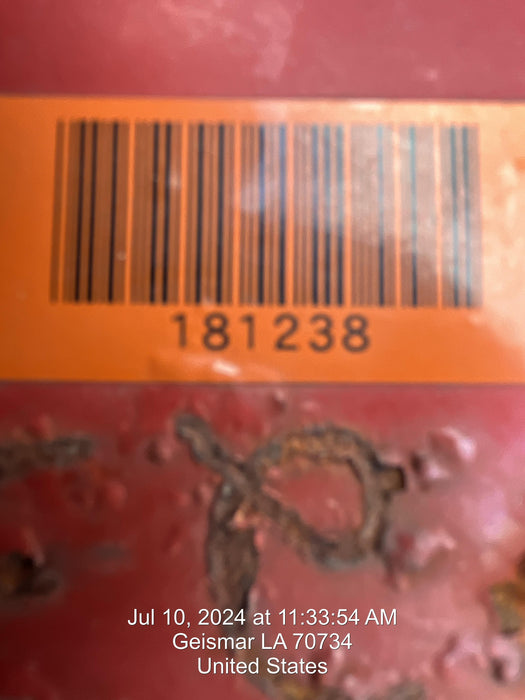 181238
Jul 10, 2024 at 11:33:54 AM
Geismar LA 70734
United States